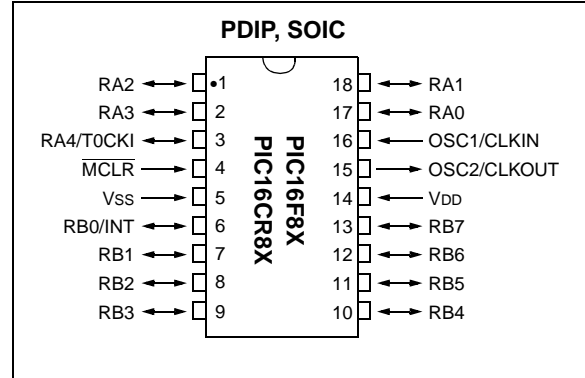 PDIP, SOIC
RA2 •1 18 RA1
RA3 2 17 RA0
RA4/T0CKI 3 16 OSC1/CLKIN
MCLR 4 15 OSC2/CLKOUT
VSS 5 14 VDD
RB0/INT 6 13 RB7
RB1 7 12 RB6
RB2 8 11 RB5
RB3 9 10 RB4
PIC16F8X
PIC16CR8X